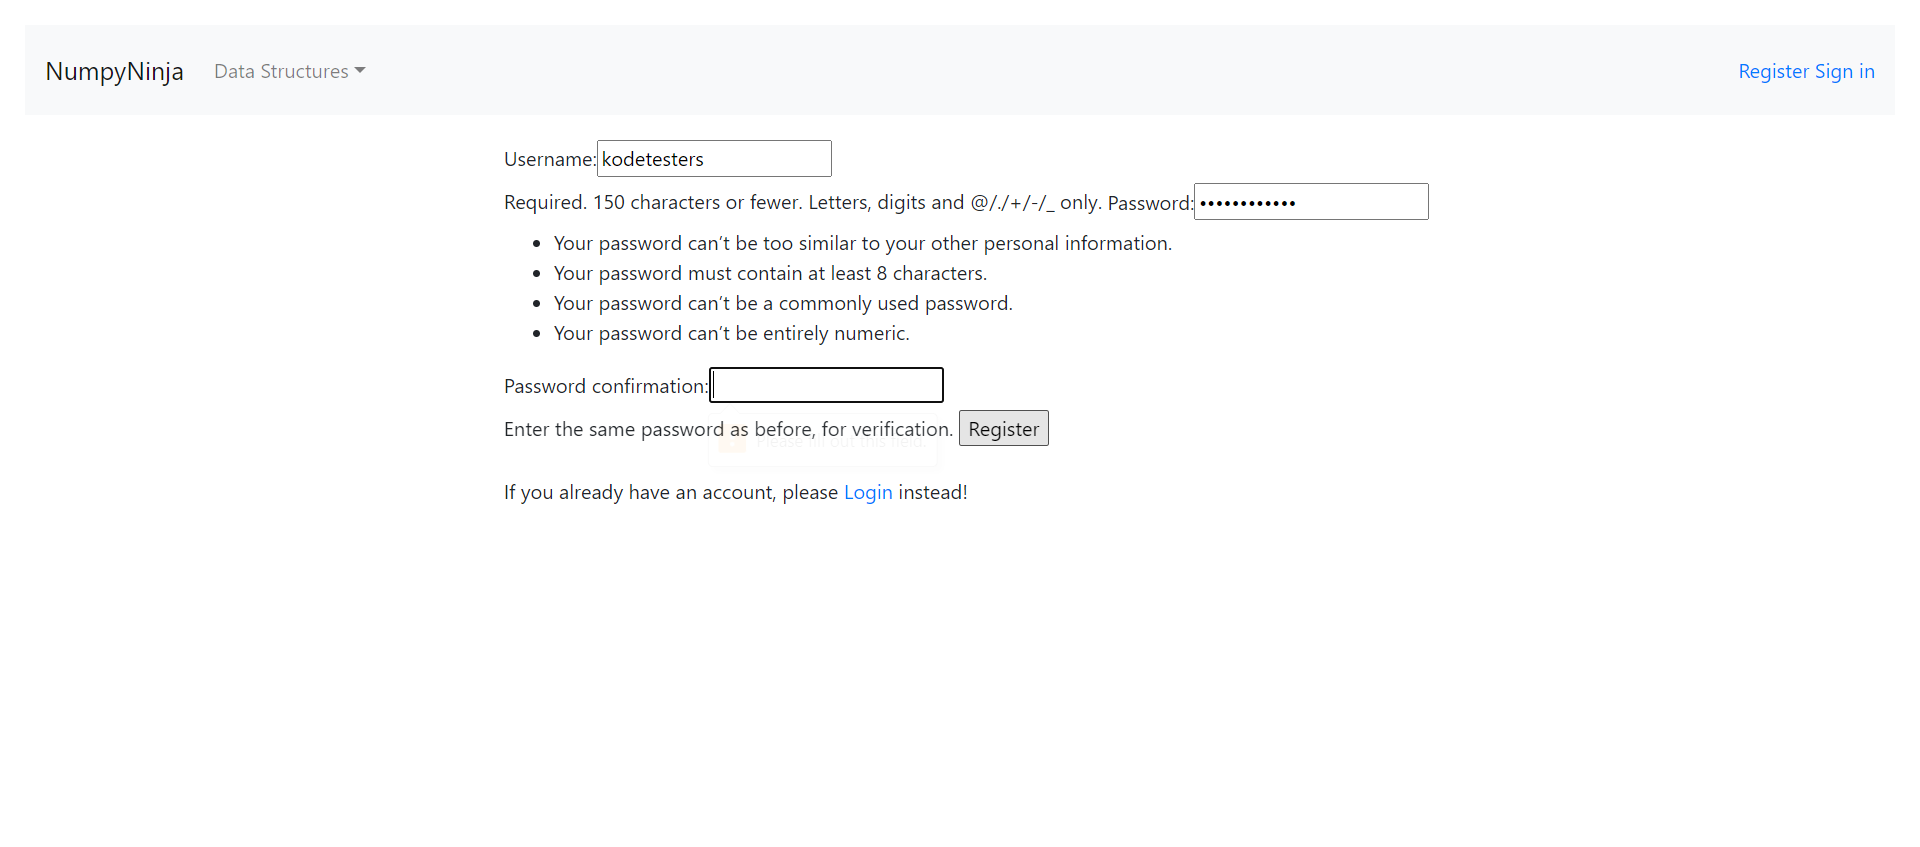 NumpyNinja Data Structures Register Sign in
Username: kodetesters
Required. 150 characters or fewer. Letters, digits and @/./+/-/_ only. Password: ••••••••••••
• Your password can’t be too similar to your other personal information.
• Your password must contain at least 8 characters.
• Your password can’t be a commonly used password.
• Your password can’t be entirely numeric.
Password confirmation:
Enter the same password as before, for verification. Register
If you already have an account, please Login instead!